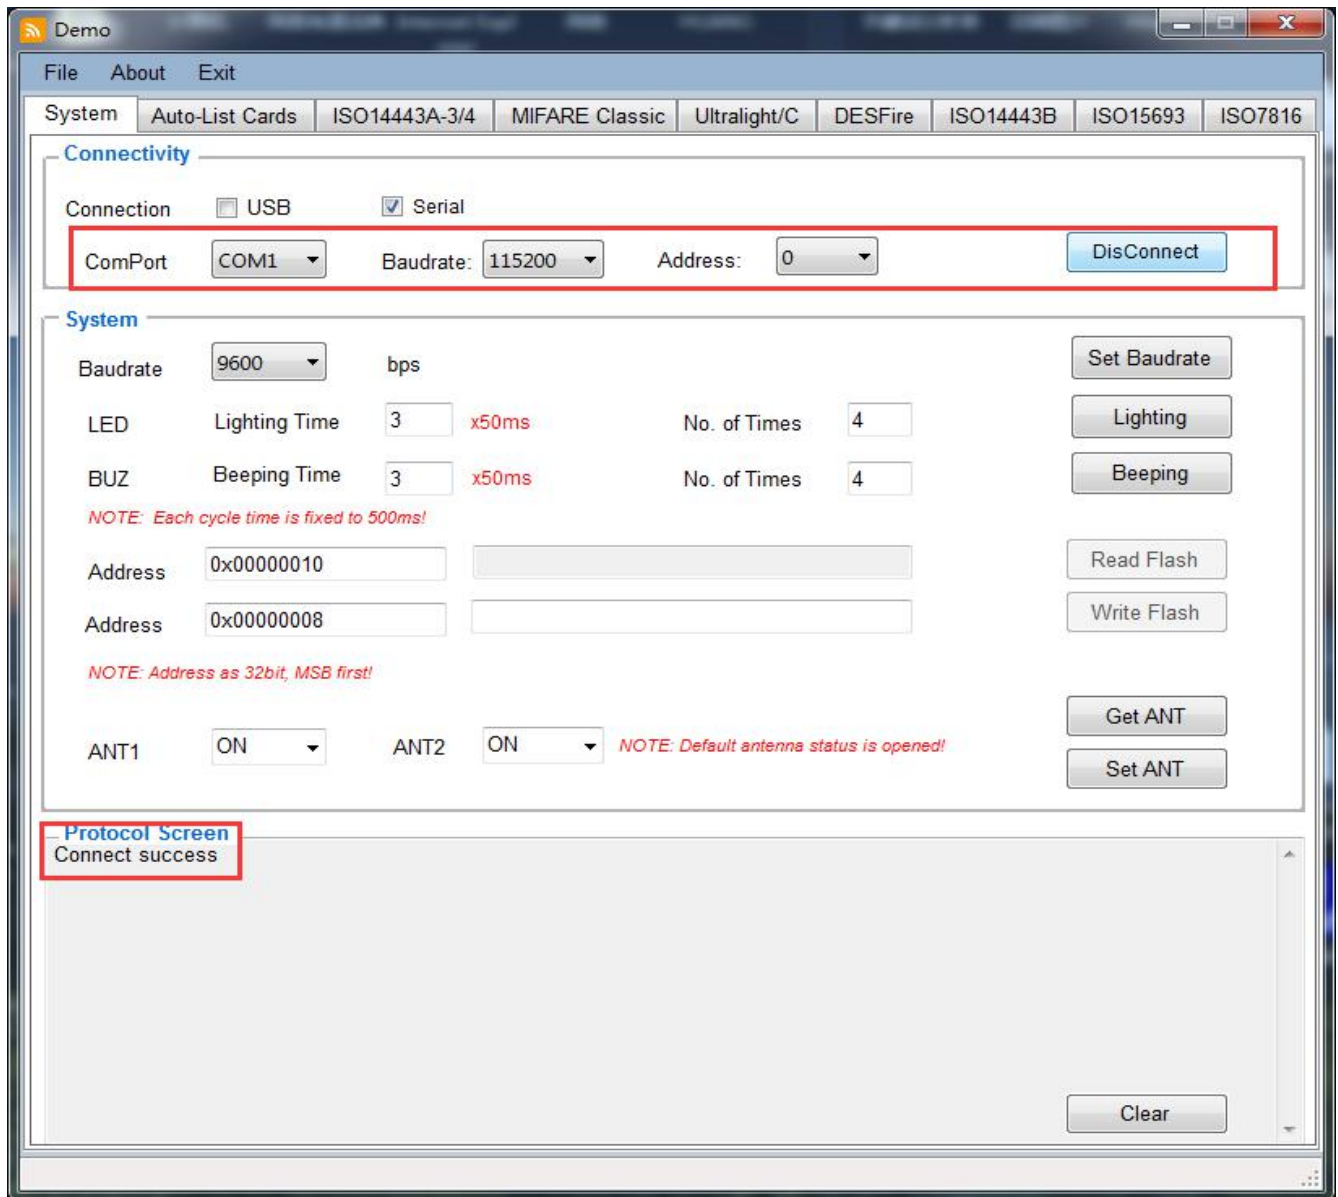 Demo
File About Exit
System Auto-List Cards ISO14443A-3/4 MIFARE Classic Ultralight/C DESFire ISO14443B ISO15693 ISO7816
Connectivity
Connection USB Serial
ComPort COM1 Baudrate: 115200 Address: 0 DisConnect
System
Baudrate 9600 bps Set Baudrate
LED Lighting Time 3 x50ms No. of Times 4 Lighting
BUZ Beeping Time 3 x50ms No. of Times 4 Beeping
NOTE: Each cycle time is fixed to 500ms!
Address 0x00000010 Read Flash
Address 0x00000008 Write Flash
NOTE: Address as 32bit, MSB first!
Get ANT
ANT1 ON ANT2 ON NOTE: Default antenna status is opened!
Set ANT
Protocol Screen
Connect success
Clear